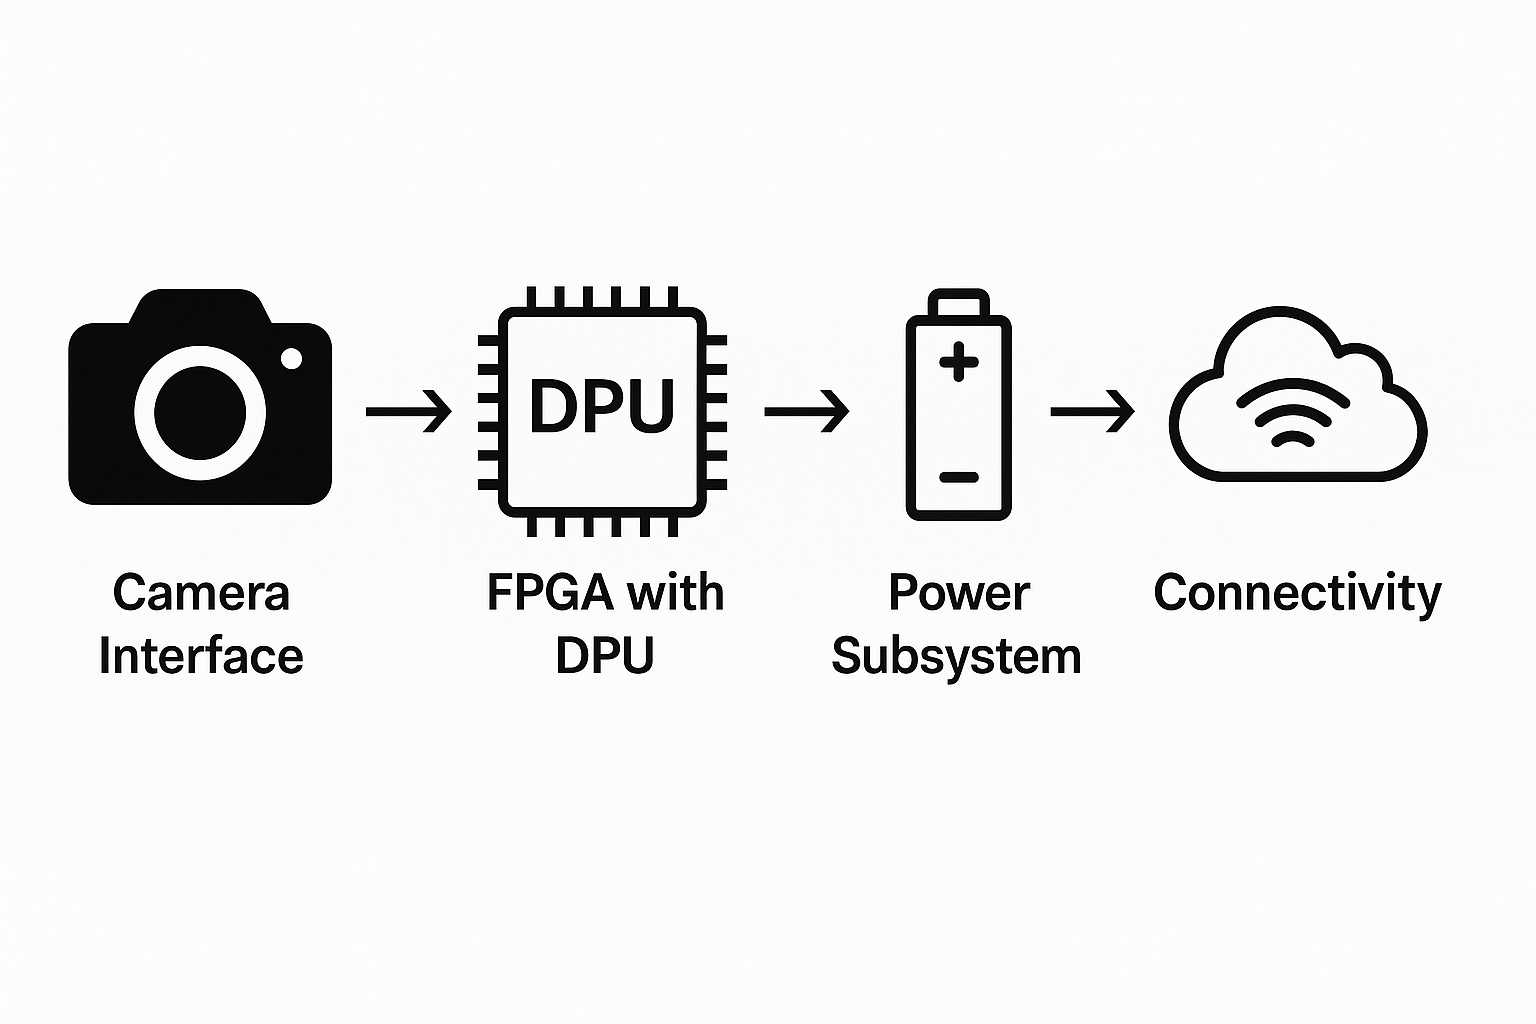 DPU
Camera
Interface
FPGA with
DPU
Power
Subsystem
Connectivity